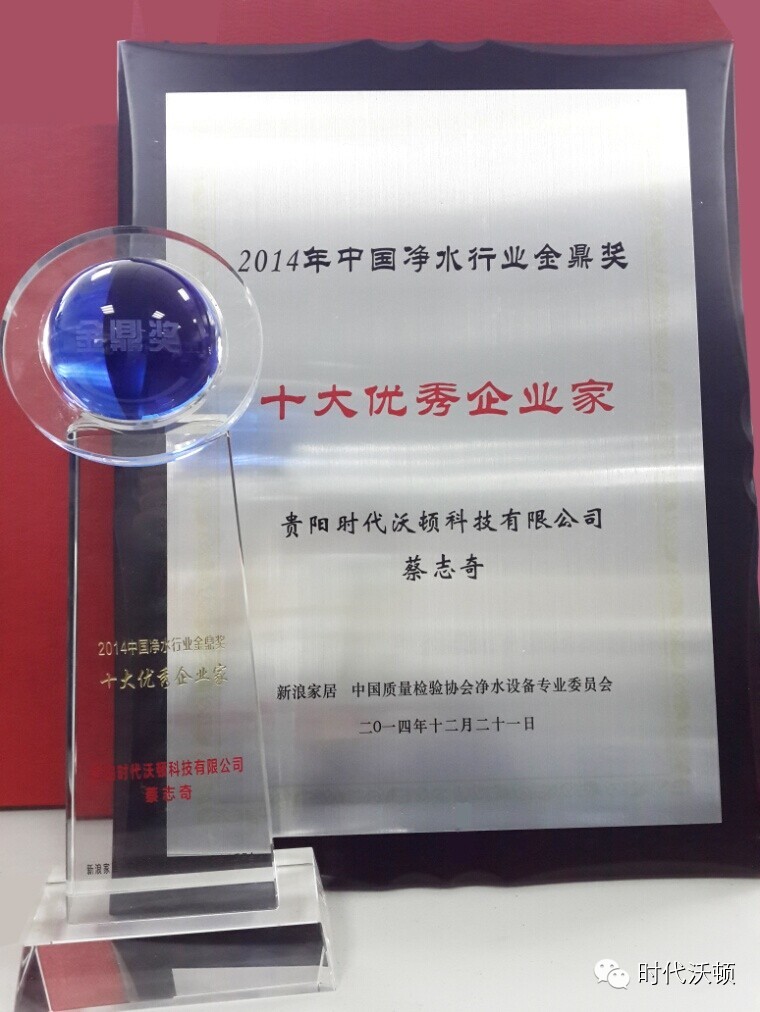 2014年中国净水行业金鼎奖
十大优秀企业家
贵阳时代沃顿科技有限公司
蔡志奇
新浪家居 中国质量检验协会净水设备专业委员会
二〇一四年十二月二十一日
金鼎奖
2014中国净水行业金鼎奖
十大优秀企业家
时代沃顿科技有限公司
蔡志奇
新浪家
时代沃顿